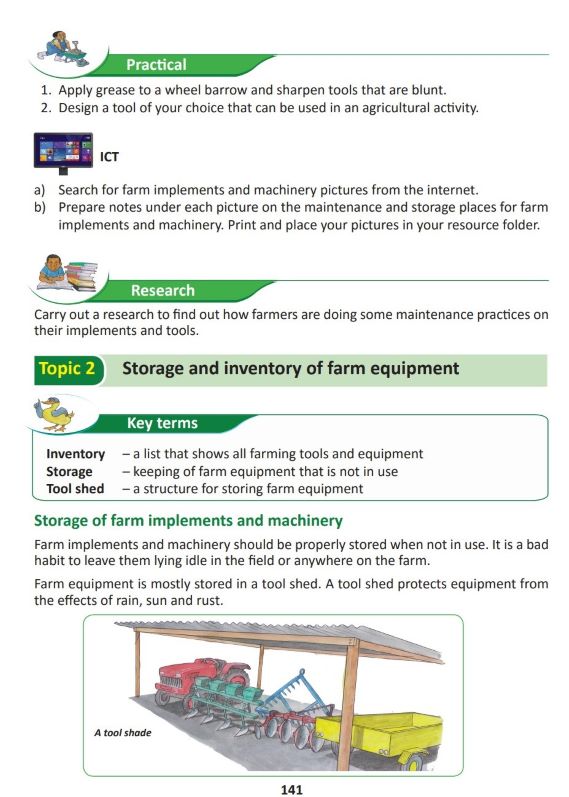 Practical
1. Apply grease to a wheel barrow and sharpen tools that are blunt.
2. Design a tool of your choice that can be used in an agricultural activity.
ICT
a) Search for farm implements and machinery pictures from the internet.
b) Prepare notes under each picture on the maintenance and storage places for farm
implements and machinery. Print and place your pictures in your resource folder.
Research
Carry out a research to find out how farmers are doing some maintenance practices on
their implements and tools.
Topic 2 Storage and inventory of farm equipment
Key terms
Inventory – a list that shows all farming tools and equipment
Storage – keeping of farm equipment that is not in use
Tool shed – a structure for storing farm equipment
Storage of farm implements and machinery
Farm implements and machinery should be properly stored when not in use. It is a bad
habit to leave them lying idle in the field or anywhere on the farm.
Farm equipment is mostly stored in a tool shed. A tool shed protects equipment from
the effects of rain, sun and rust.
A tool shade
141